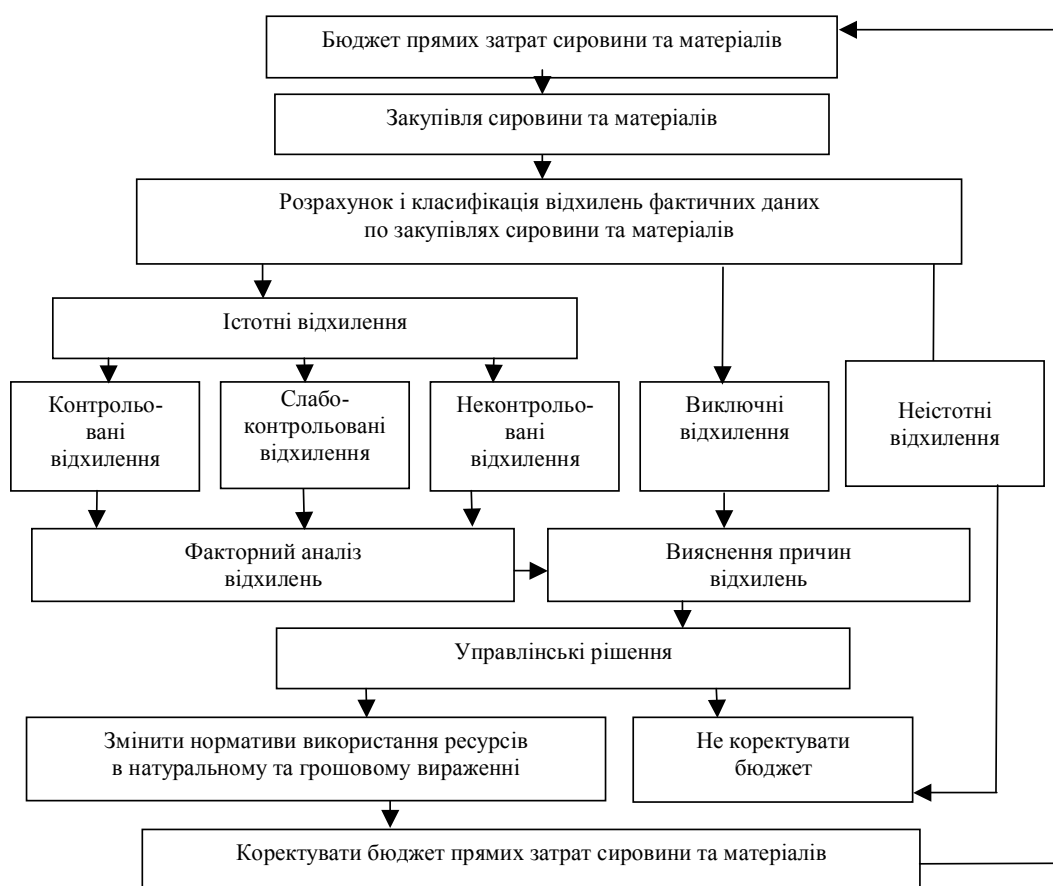 Бюджет прямих затрат сировини та матеріалів
Закупівля сировини та матеріалів
Розрахунок і класифікація відхилень фактичних даних
по закупівлях сировини та матеріалів
Істотні відхилення
Контрольо-
вані
відхилення
Слабо-
контрольовані
відхилення
Неконтрольо-
вані
відхилення
Виключні
відхилення
Неістотні
відхилення
Факторний аналіз
відхилень
Вияснення причин
відхилень
Управлінські рішення
Змінити нормативи використання ресурсів
в натуральному та грошовому вираженні
Не коректувати
бюджет
Коректувати бюджет прямих затрат сировини та матеріалів